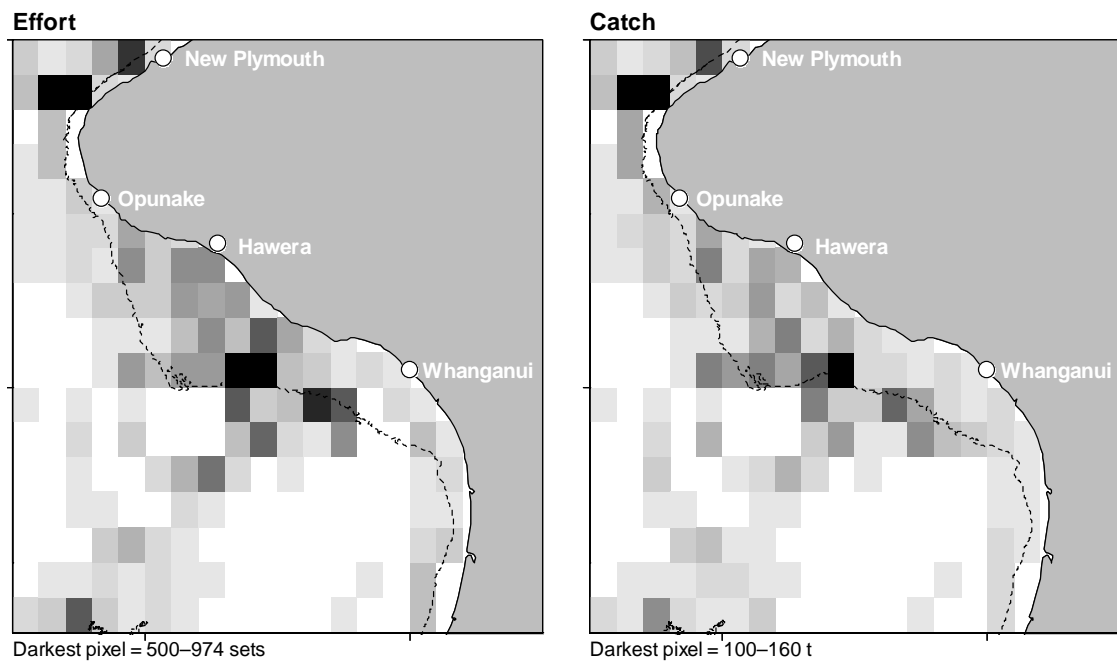 Effort
New Plymouth
Opunake
Hawera
Whanganui
Darkest pixel = 500–974 sets
Catch
New Plymouth
Opunake
Hawera
Whanganui
Darkest pixel = 100–160 t